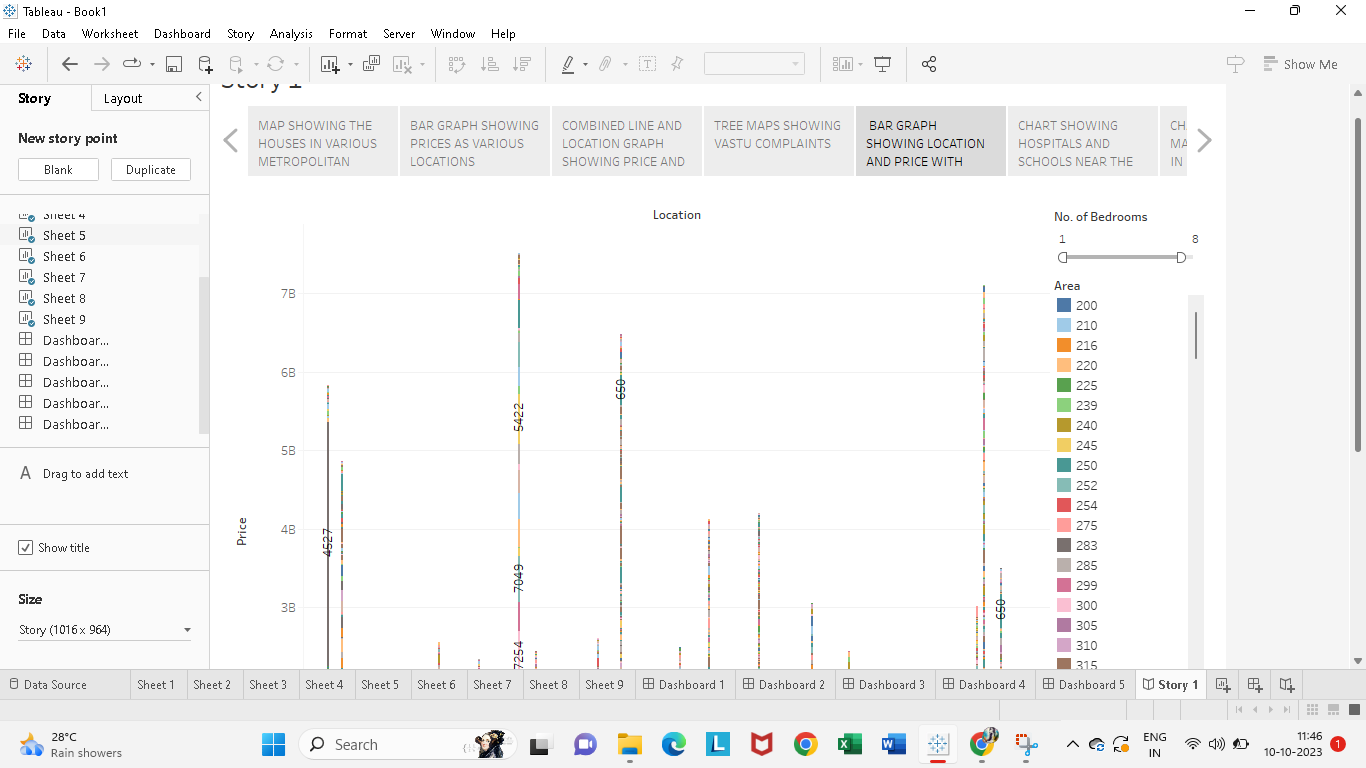 Tableau - Book1
File Data Worksheet Dashboard Story Analysis Format Server Window Help
Show Me
Story Layout
Story 1
New story point
Blank Duplicate
MAP SHOWING THE
HOUSES IN VARIOUS
METROPOLITAN
BAR GRAPH SHOWING
PRICES AS VARIOUS
LOCATIONS
COMBINED LINE AND
LOCATION GRAPH
SHOWING PRICE AND
TREE MAPS SHOWING
VASTU COMPLAINTS
BAR GRAPH
SHOWING LOCATION
AND PRICE WITH
CHART SHOWING
HOSPITALS AND
SCHOOLS NEAR THE
CH
MA
IN
Sheet 4
Sheet 5
Sheet 6
Sheet 7
Sheet 8
Sheet 9
Dashboar...
Dashboar...
Dashboar...
Dashboar...
Dashboar...
A Drag to add text
Show title
Size
Story (1016 x 964)
Location
Price
7B
6B
5B
4B
3B
4527
5422
7049
7254
650
650
No. of Bedrooms
1 8
Area
200
210
216
220
225
239
240
245
250
252
254
275
283
285
299
300
305
310
315
Data Source Sheet 1 Sheet 2 Sheet 3 Sheet 4 Sheet 5 Sheet 6 Sheet 7 Sheet 8 Sheet 9 Dashboard 1 Dashboard 2 Dashboard 3 Dashboard 4 Dashboard 5 Story 1
28°C
Rain showers
Search
ENG
IN
11:46
10-10-2023
1